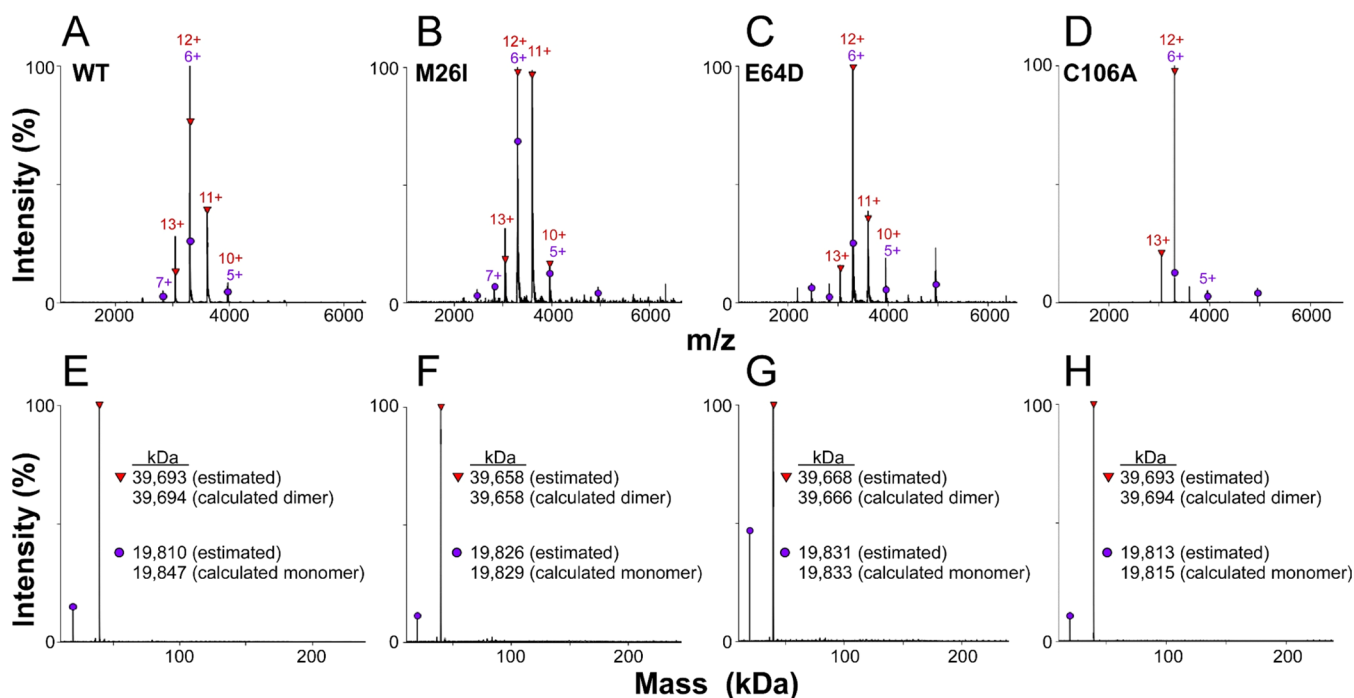 A
WT
12+
6+
13+
11+
7+
10+
5+
B
M26I
12+
6+
11+
13+
7+
10+
5+
C
E64D
12+
6+
11+
13+
10+
5+
D
C106A
12+
6+
13+
5+
Intensity (%)
100
0
2000 4000 6000
100
0
2000 4000 6000
100
0
2000 4000 6000
100
0
2000 4000 6000
m/z
E
kDa
39,693 (estimated)
39,694 (calculated dimer)
19,810 (estimated)
19,847 (calculated monomer)
F
kDa
39,658 (estimated)
39,658 (calculated dimer)
19,826 (estimated)
19,829 (calculated monomer)
G
kDa
39,668 (estimated)
39,666 (calculated dimer)
19,831 (estimated)
19,833 (calculated monomer)
H
kDa
39,693 (estimated)
39,694 (calculated dimer)
19,813 (estimated)
19,815 (calculated monomer)
Intensity (%)
100
0
100 200
100
0
100 200
100
0
100 200
100
0
100 200
Mass (kDa)